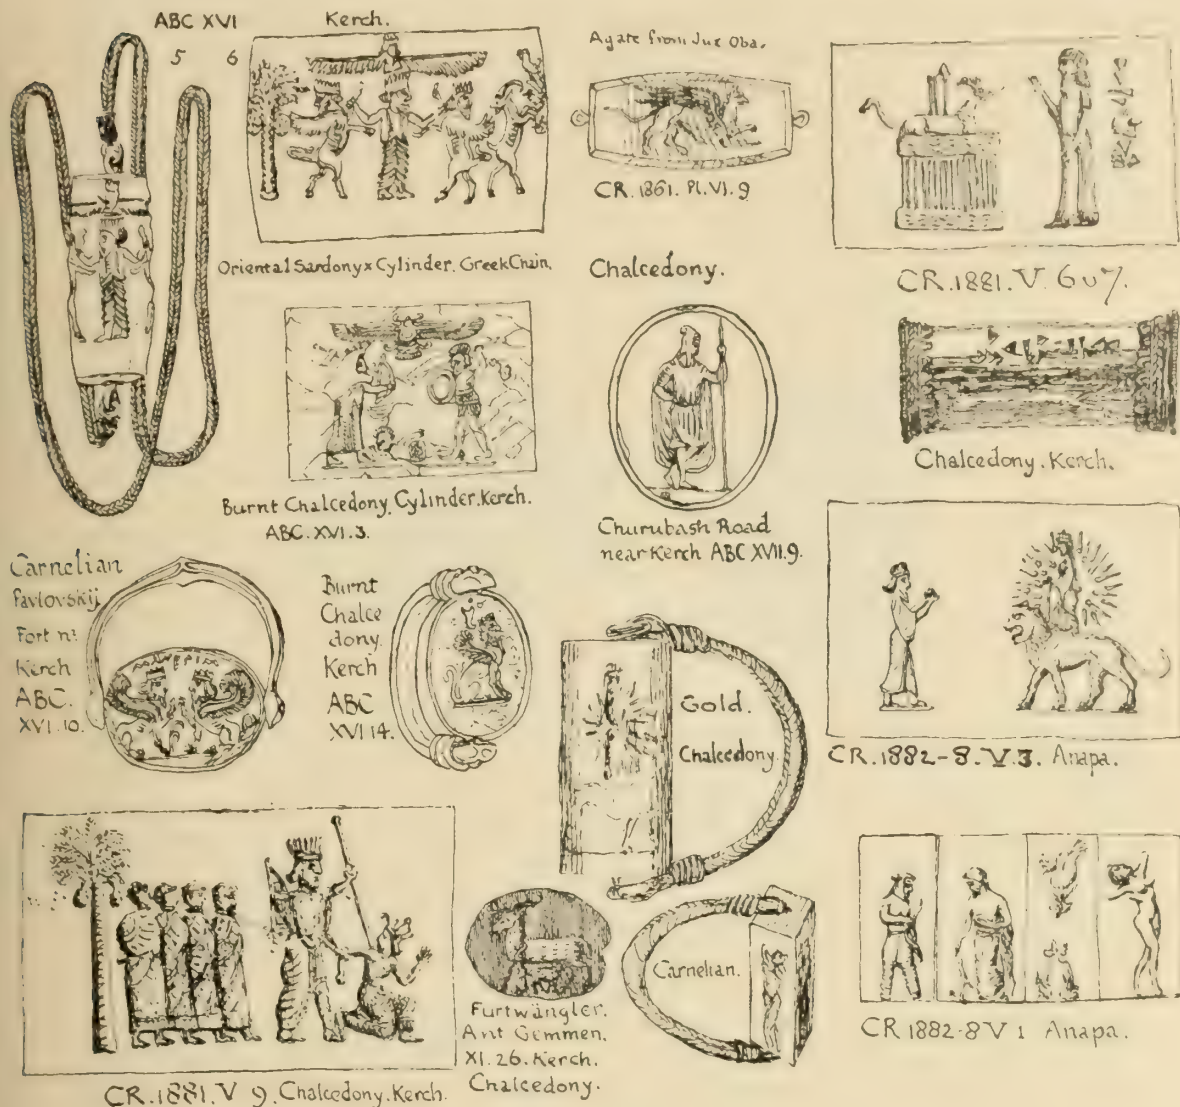 ABC XVI
5 6
Kerch.
Oriental Sardonyx Cylinder. Greek Chain.
Agate from Jux Oba.
CR. 1861. Pl. VI. 9
CR. 1881. V. 6 u 7.
Burnt Chalcedony Cylinder. Kerch.
ABC. XVI. 3.
Chalcedony.
Churubash Road
near Kerch ABC XVII. 9.
Chalcedony. Kerch.
Carnelian
Pavlovskij
Fort nr
Kerch
ABC.
XVI. 10.
Burnt
Chalce
dony.
Kerch
ABC
XVI 14.
Gold.
Chalcedony.
CR. 1882-8. V. 3. Anapa.
CR. 1881. V 9. Chalcedony. Kerch.
Furtwängler.
Ant Gemmen.
XI. 26. Kerch.
Chalcedony.
Carnelian.
CR 1882-8 V 1 Anapa.